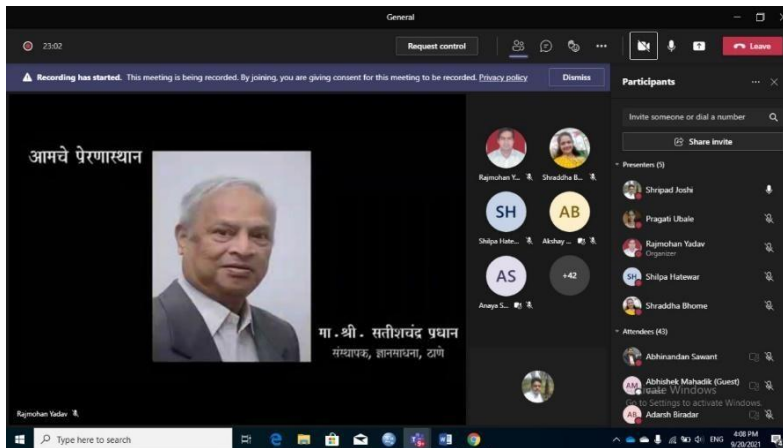 General
23:02
Request control
Leave
Recording has started. This meeting is being recorded. By joining, you are giving consent for this meeting to be recorded. Privacy policy
Dismiss
आमचे प्रेरणास्थान
मा. श्री. सतीशचंद्र प्रधान
संस्थापक, ज्ञानसाधना, ठाणे
Rajmohan Yadav
Rajmohan Y...
Shraddha B...
SH
AB
Shilpa Hate...
Akshay ...
AS
+42
Anaya S...
Participants
Invite someone or dial a number
Share invite
Presenters (5)
Shripad Joshi
Pragati Ubale
Rajmohan Yadav
Organizer
SH
Shilpa Hatewar
Shraddha Bhome
Attendees (43)
Abhinandan Sawant
AM
Abhishek Mahadik (Guest)
Activate Windows
Go to Settings to activate Windows.
AB
Adarsh Biradar
Type here to search
ENG
4:08 PM
9/20/2021